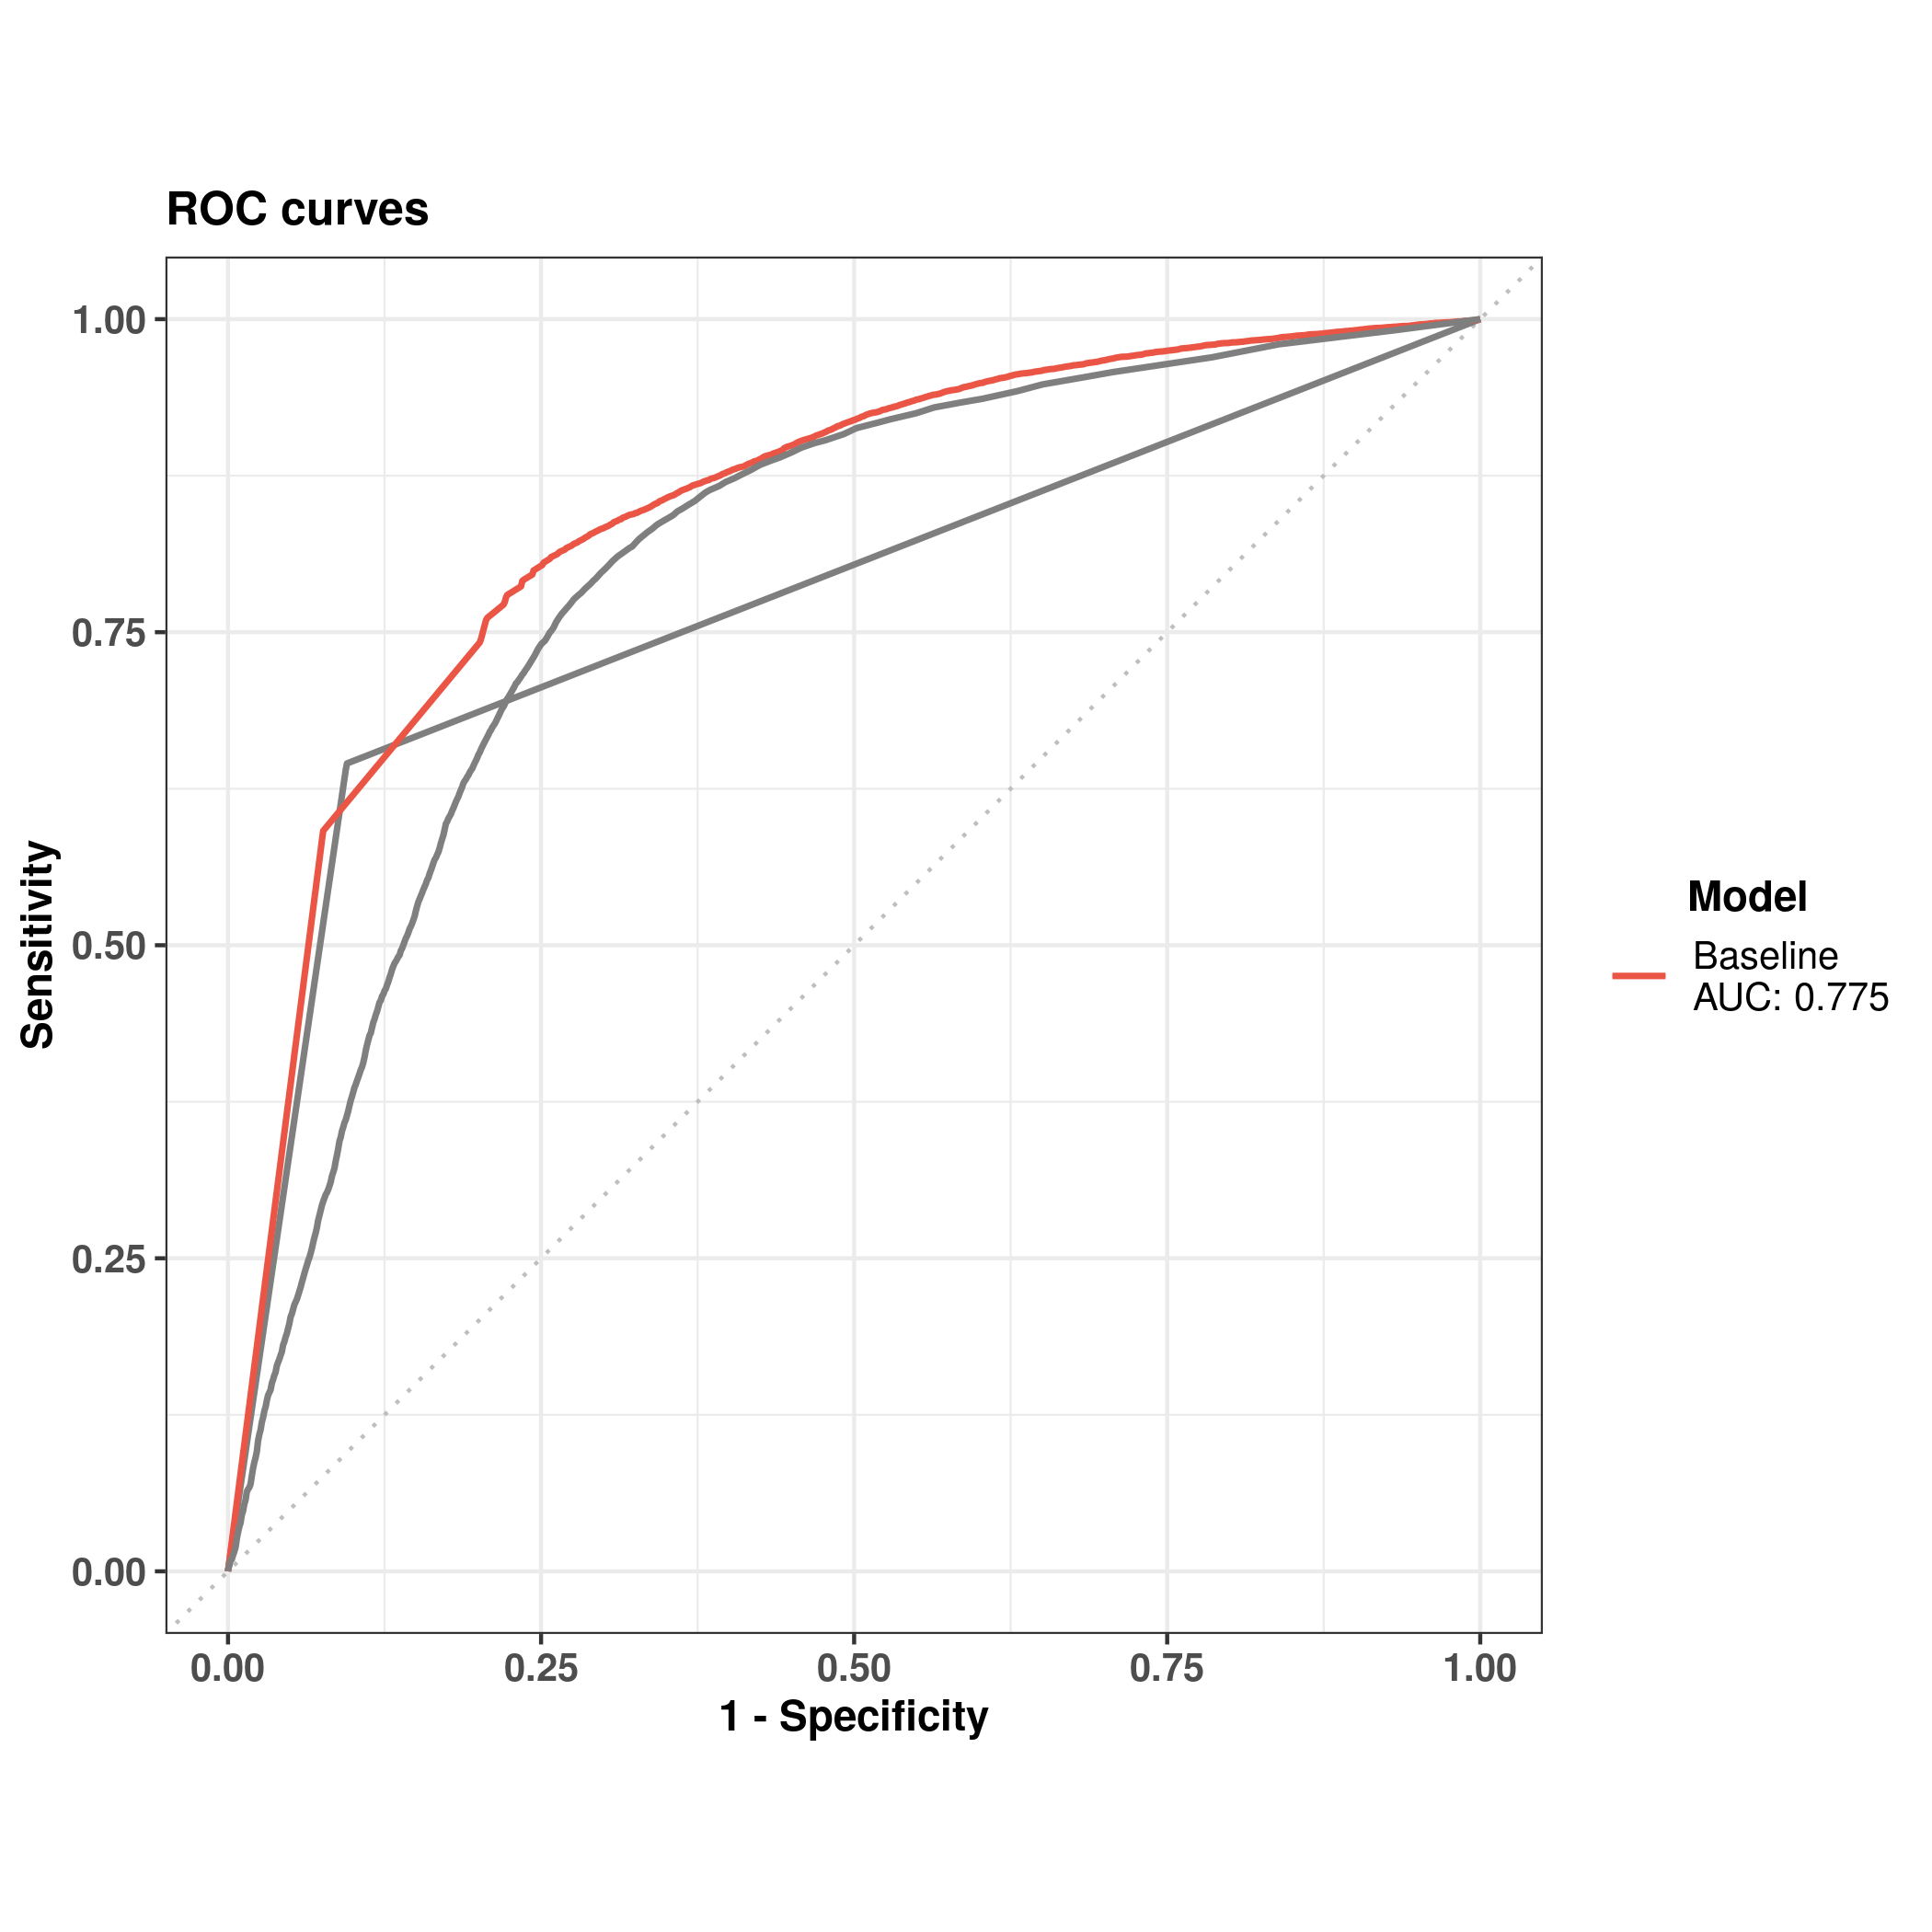 ROC curves
1.00
0.75
0.50
0.25
0.00
Sensitivity
0.00 0.25 0.50 0.75 1.00
1 - Specificity
Model
Baseline
AUC: 0.775